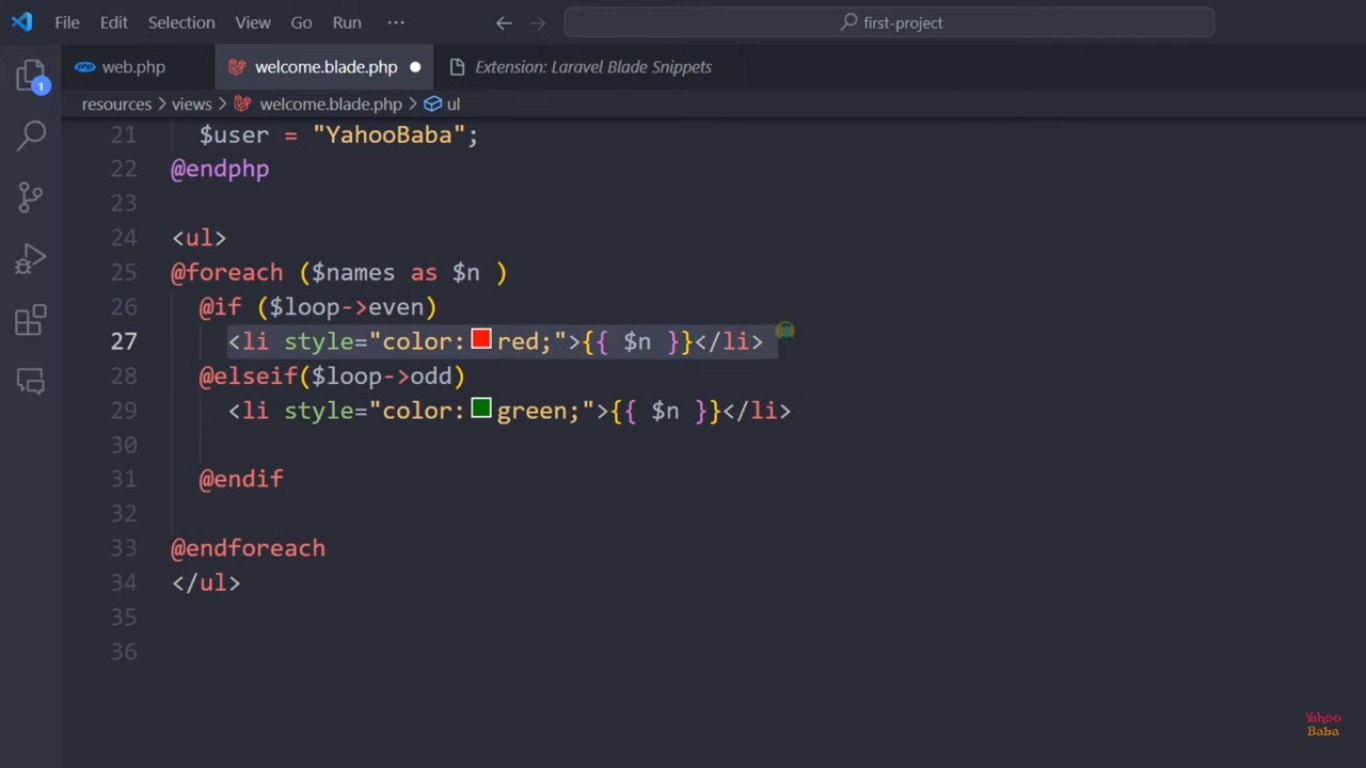 File Edit Selection View Go Run ··· first-project
web.php welcome.blade.php Extension: Laravel Blade Snippets
1
resources > views > welcome.blade.php > ul
21 $user = "YahooBaba";
22 @endphp
23
24 <ul>
25 @foreach ($names as $n )
26 @if ($loop->even)
27 <li style="color:red;">{{ $n }}</li>
28 @elseif($loop->odd)
29 <li style="color:green;">{{ $n }}</li>
30
31 @endif
32
33 @endforeach
34 </ul>
35
36
Yahoo
Baba